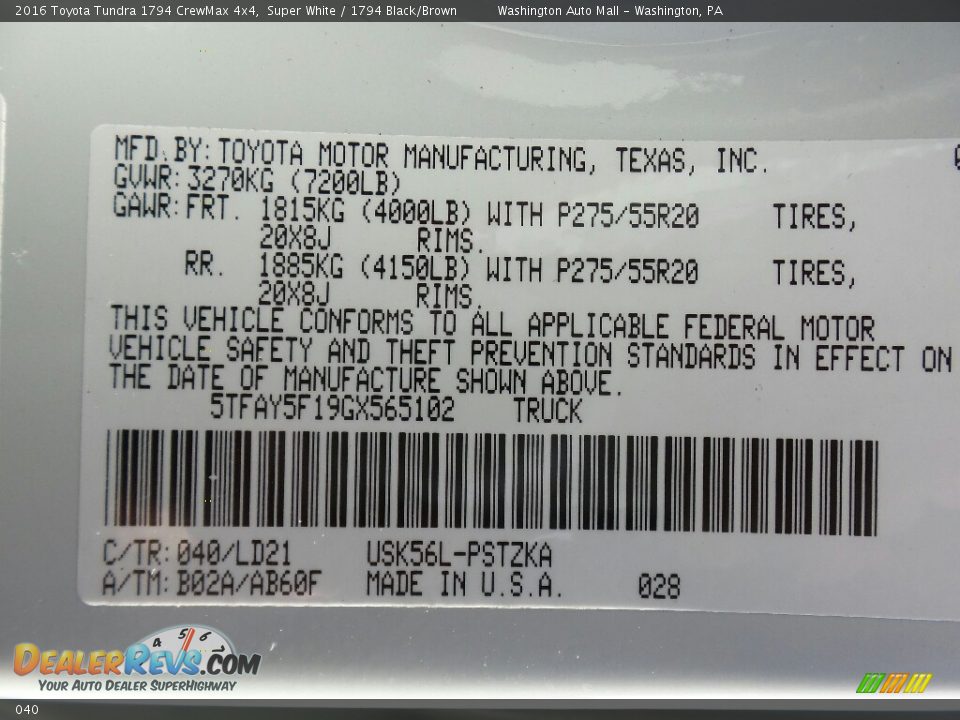 2016 Toyota Tundra 1794 CrewMax 4x4, Super White / 1794 Black/Brown Washington Auto Mall - Washington, PA
MFD.BY:TOYOTA MOTOR MANUFACTURING, TEXAS, INC.
GVWR:3270KG (7200LB)
GAWR:FRT. 1815KG (4000LB) WITH P275/55R20 TIRES,
20X8J RIMS.
RR. 1885KG (4150LB) WITH P275/55R20 TIRES,
20X8J RIMS.
THIS VEHICLE CONFORMS TO ALL APPLICABLE FEDERAL MOTOR
VEHICLE SAFETY AND THEFT PREVENTION STANDARDS IN EFFECT ON
THE DATE OF MANUFACTURE SHOWN ABOVE.
5TFAY5F19GX565102 TRUCK
C/TR:040/LD21 USK56L-PSTZKA
A/TM:B02A/AB60F MADE IN U.S.A. 028
4 5 6
DEALERREVS.COM
YOUR AUTO DEALER SUPERHIGHWAY
040